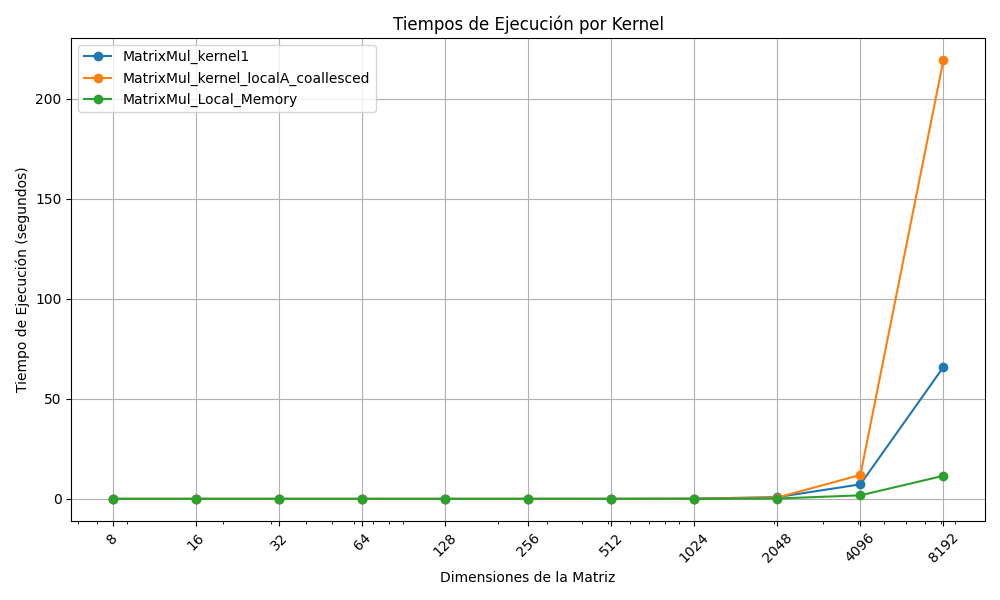 Tiempos de Ejecución por Kernel
MatrixMul_kernel1
MatrixMul_kernel_localA_coallesced
MatrixMul_Local_Memory
Tiempo de Ejecución (segundos)
200
150
100
50
0
8
16
32
64
128
256
512
1024
2048
4096
8192
Dimensiones de la Matriz